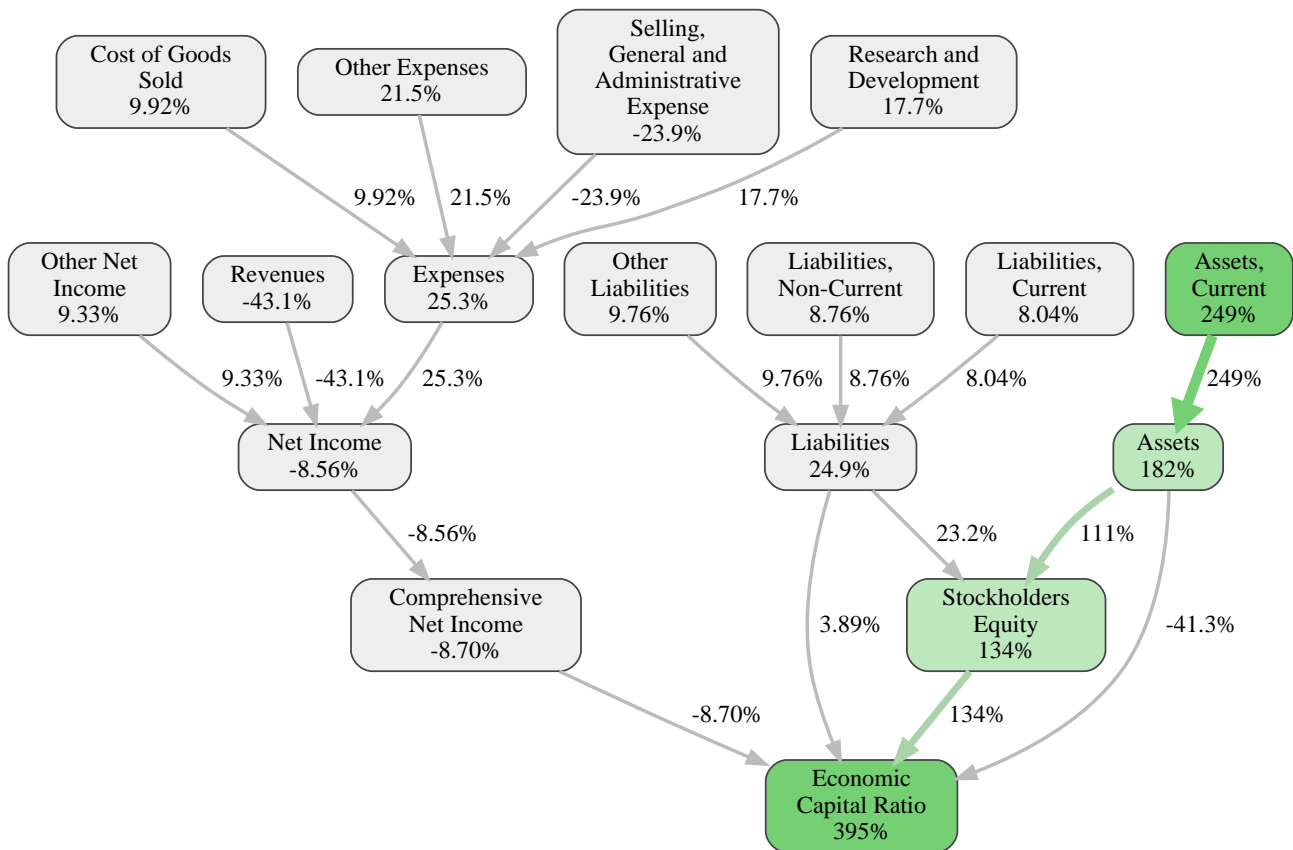 Cost of Goods
Sold
9.92%
Other Expenses
21.5%
Selling,
General and
Administrative
Expense
-23.9%
Research and
Development
17.7%
9.92%
21.5%
-23.9%
17.7%
Other Net
Income
9.33%
Revenues
-43.1%
Expenses
25.3%
Other
Liabilities
9.76%
Liabilities,
Non-Current
8.76%
Liabilities,
Current
8.04%
Assets,
Current
249%
9.33%
-43.1%
25.3%
9.76%
8.76%
8.04%
249%
Net Income
-8.56%
Liabilities
24.9%
Assets
182%
-8.56%
23.2%
111%
Comprehensive
Net Income
-8.70%
3.89%
Stockholders
Equity
134%
-41.3%
-8.70%
134%
Economic
Capital Ratio
395%